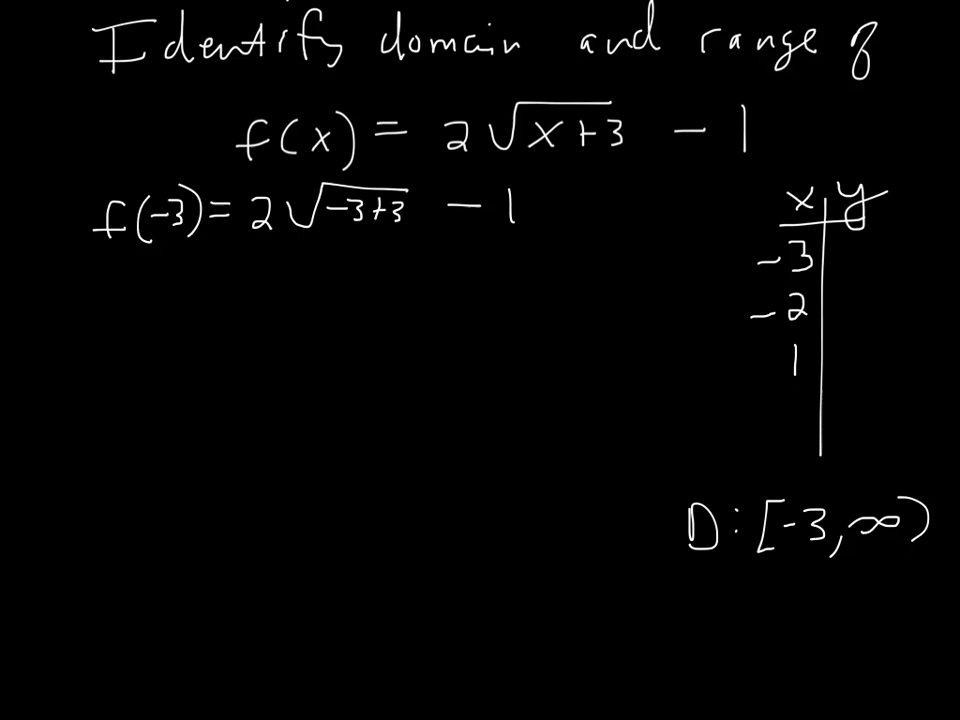 Identify domain and range of
f(x) = 2√(x+3) - 1
f(-3) = 2√(-3+3) - 1
x y
-3
-2
1
D: [-3, ∞)